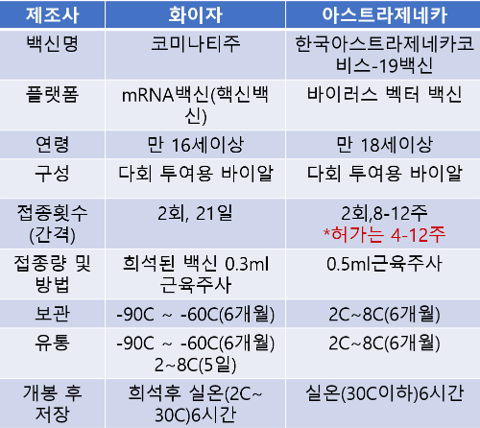 제조사 화이자 아스트라제네카
백신명 코미나티주 한국아스트라제네카코
비스-19백신
플랫폼 mRNA백신(핵신백 바이러스 벡터 백신
신)
연령 만 16세이상 만 18세이상
구성 다회 투여용 바이알 다회 투여용 바이알
접종횟수 2회, 21일 2회,8-12주
(간격) *허가는 4-12주
접종량 및 희석된 백신 0.3ml 0.5ml근육주사
방법 근육주사
보관 -90C ~ -60C(6개월) 2C~8C(6개월)
유통 -90C ~ -60C(6개월) 2C~8C(6개월)
2~8C(5일)
개봉 후 희석후 실온(2C~ 실온(30C이하)6시간
저장 30C)6시간